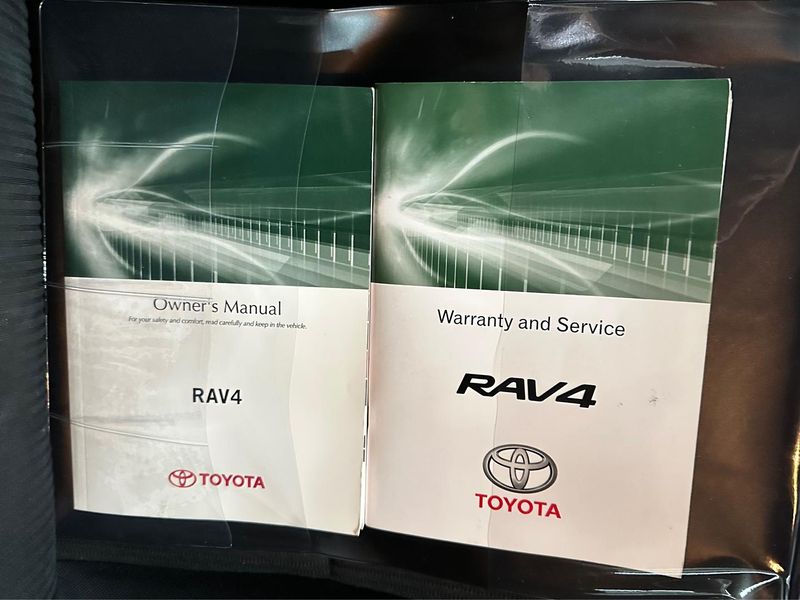 Owner's Manual
For your safety and comfort, read carefully and keep in the vehicle.
RAV4
TOYOTA
Warranty and Service
RAV4
TOYOTA